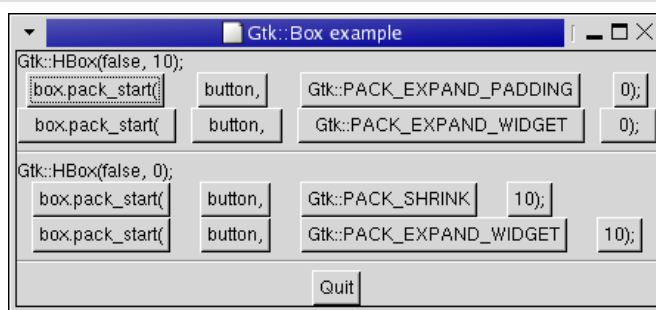 Gtk::Box example
Gtk::HBox(false, 10);
box.pack_start( button, Gtk::PACK_EXPAND_PADDING 0);
box.pack_start( button, Gtk::PACK_EXPAND_WIDGET 0);
Gtk::HBox(false, 0);
box.pack_start( button, Gtk::PACK_SHRINK 10);
box.pack_start( button, Gtk::PACK_EXPAND_WIDGET 10);
Quit